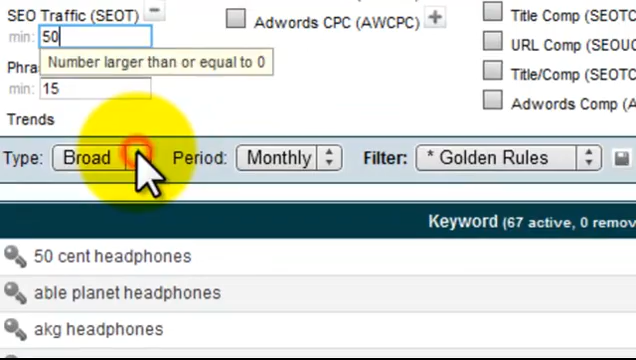 SEO Traffic (SEOT)
min: 50
Number larger than or equal to 0
Phra
min: 15
Trends
Adwords CPC (AWCPC)
Title Comp (SEOTC
URL Comp (SEOUC
Title/Comp (SEOTC
Adwords Comp (A
Type: Broad Period: Monthly Filter: * Golden Rules
Keyword (67 active, 0 remov
50 cent headphones
able planet headphones
akg headphones